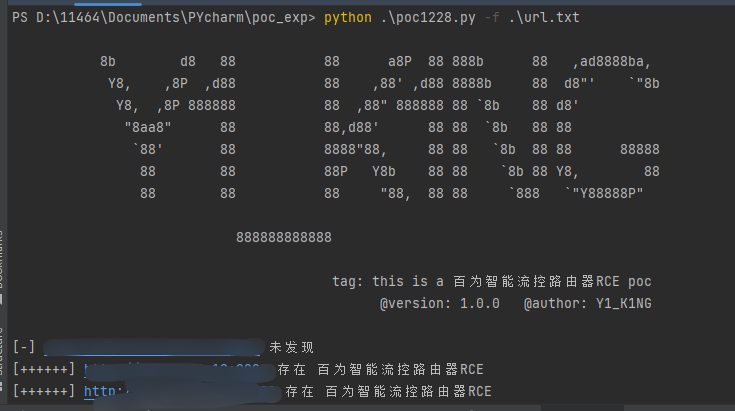 PS D:\11464\Documents\PYcharm\poc_exp> python .\poc1228.py -f .\url.txt
8b d8 88 88 a8P 88 888b 88 ,ad8888ba,
Y8, ,8P ,d88 88 ,88' ,d88 8888b 88 d8"' `"8b
Y8, ,8P 888888 88 ,88" 888888 88 `8b 88 d8'
"8aa8" 88 88,d88' 88 88 `8b 88 88
`88' 88 8888"88, 88 88 `8b 88 88 88888
88 88 88P Y8b 88 88 `8b 88 Y8, 88
88 88 88 "88, 88 88 `888 `"Y88888P"
888888888888
tag: this is a 百为智能流控路由器RCE poc
@version: 1.0.0 @author: Y1_K1NG
[-] 未发现
[++++++] 存在 百为智能流控路由器RCE
[++++++] http: 存在 百为智能流控路由器RCE